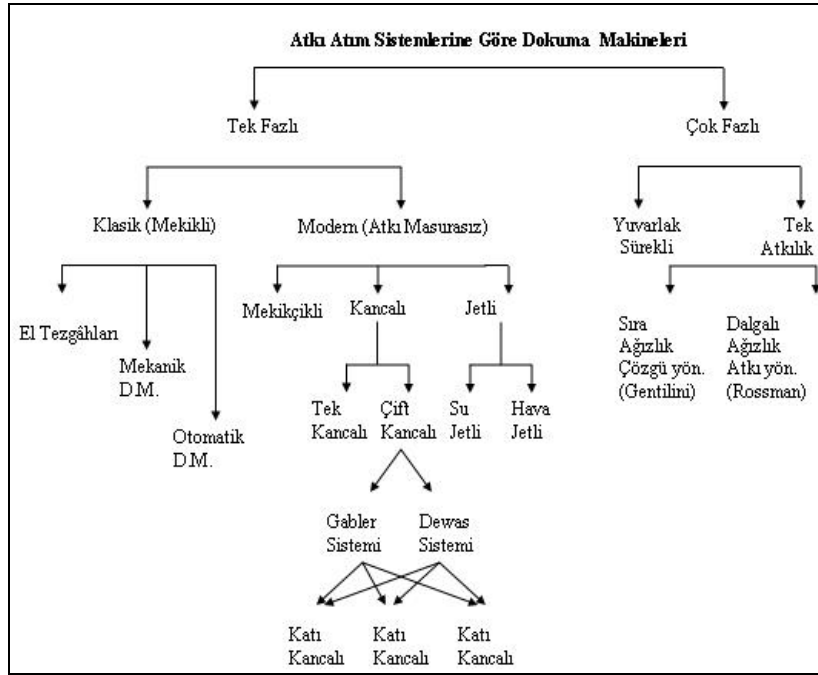 Atkı Atım Sistemlerine Göre Dokuma Makineleri
Tek Fazlı
Çok Fazlı
Klasik (Mekikli)
Modern (Atkı Masurasız)
Yuvarlak
Sürekli
Tek
Atkılık
El Tezgâhları
Mekanik
D.M.
Otomatik
D.M.
Mekikçikli
Kancalı
Jetli
Sıra
Ağızlık
Çözgü yön.
(Gentilini)
Dalgalı
Ağızlık
Atkı yön.
(Rossman)
Tek
Kancalı
Çift
Kancalı
Su
Jetli
Hava
Jetli
Gabler
Sistemi
Dewas
Sistemi
Katı
Kancalı
Katı
Kancalı
Katı
Kancalı